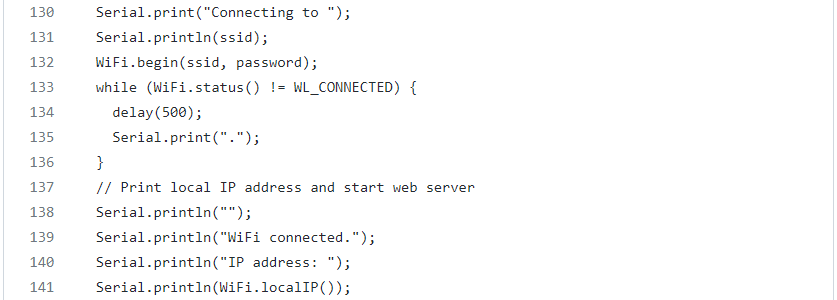 130 Serial.print("Connecting to ");
131 Serial.println(ssid);
132 WiFi.begin(ssid, password);
133 while (WiFi.status() != WL_CONNECTED) {
134 delay(500);
135 Serial.print(".");
136 }
137 // Print local IP address and start web server
138 Serial.println("");
139 Serial.println("WiFi connected.");
140 Serial.println("IP address: ");
141 Serial.println(WiFi.localIP());